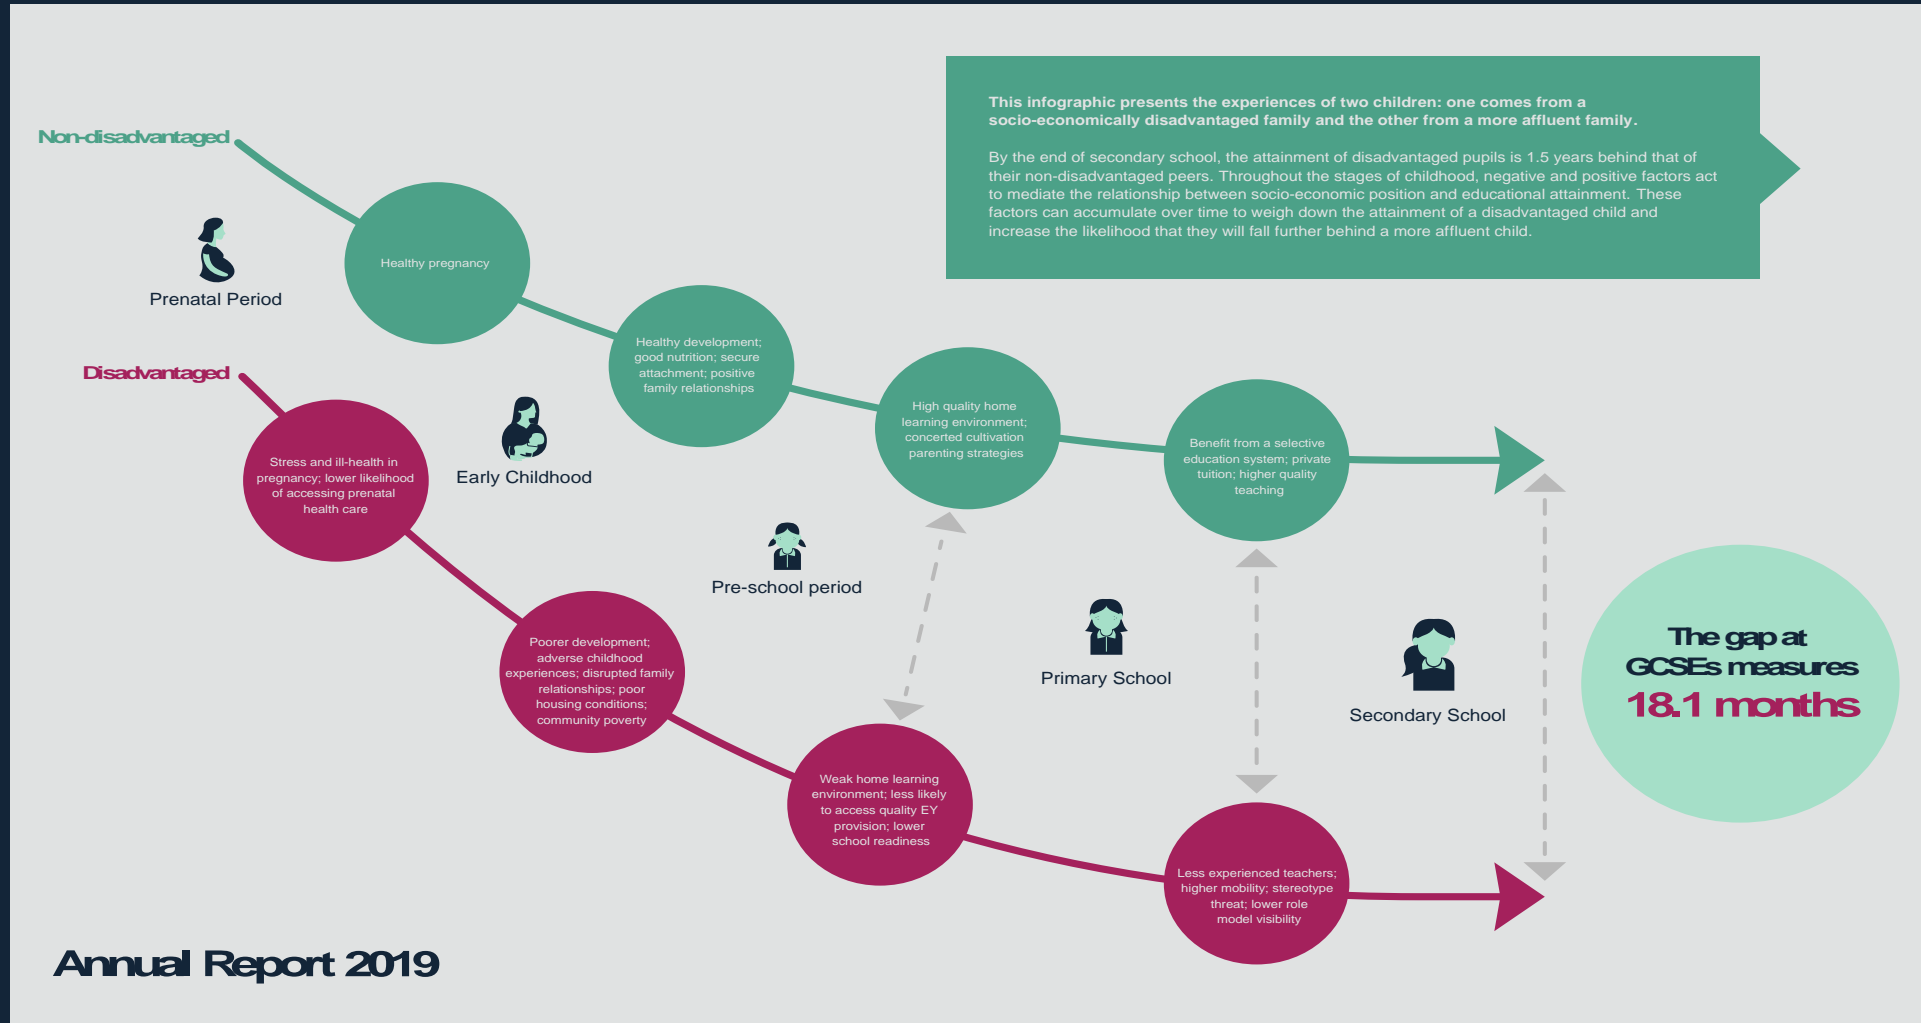 This infographic presents the experiences of two children: one comes from a
socio-economically disadvantaged family and the other from a more affluent family.
By the end of secondary school, the attainment of disadvantaged pupils is 1.5 years behind that of
their non-disadvantaged peers. Throughout the stages of childhood, negative and positive factors act
to mediate the relationship between socio-economic position and educational attainment. These
factors can accumulate over time to weigh down the attainment of a disadvantaged child and
increase the likelihood that they will fall further behind a more affluent child.
Non-disadvantaged
Healthy pregnancy
Prenatal Period
Healthy development;
good nutrition; secure
attachment; positive
family relationships
Disadvantaged
High quality home
learning environment;
concerted cultivation
parenting strategies
Benefit from a selective
education system; private
tuition; higher quality
teaching
Stress and ill-health in
pregnancy; lower likelihood
of accessing prenatal
health care
Early Childhood
Pre-school period
Poorer development;
adverse childhood
experiences; disrupted family
relationships; poor
housing conditions;
community poverty
Primary School
Secondary School
The gap at
GCSEs measures
18.1 months
Weak home learning
environment; less likely
to access quality EY
provision; lower
school readiness
Less experienced teachers;
higher mobility; stereotype
threat; lower role
model visibility
Annual Report 2019